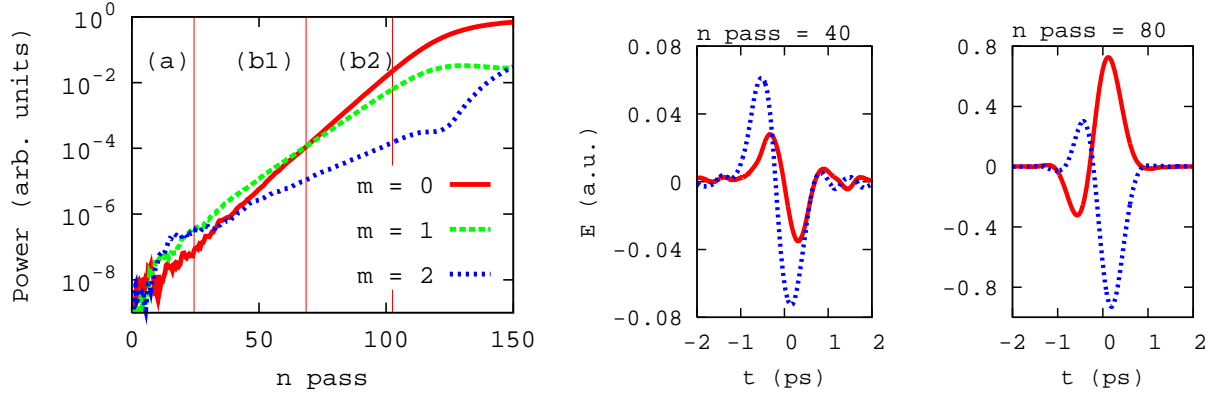 Power (arb. units)
10^0
10^-2
10^-4
10^-6
10^-8
(a)
(b1)
(b2)
m = 0
m = 1
m = 2
0
50
100
150
n pass
n pass = 40
E (a.u.)
0.08
0.04
0
-0.04
-0.08
-2
-1
0
1
2
t (ps)
n pass = 80
0.8
0.4
0
-0.4
-0.8
-2
-1
0
1
2
t (ps)